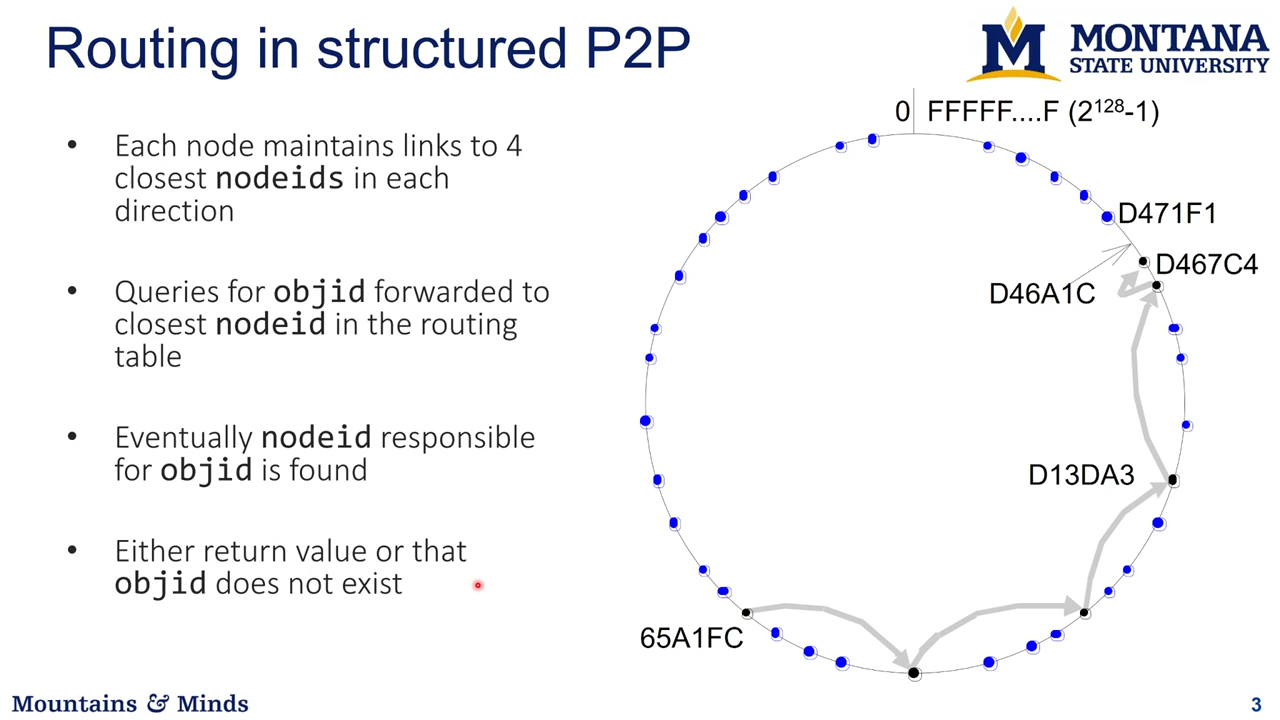 Routing in structured P2P
MONTANA
STATE UNIVERSITY
• Each node maintains links to 4
closest nodeids in each
direction
• Queries for objid forwarded to
closest nodeid in the routing
table
• Eventually nodeid responsible
for objid is found
• Either return value or that
objid does not exist
0 FFFFF....F (2¹²⁸-1)
D471F1
D467C4
D46A1C
D13DA3
65A1FC
Mountains & Minds
3